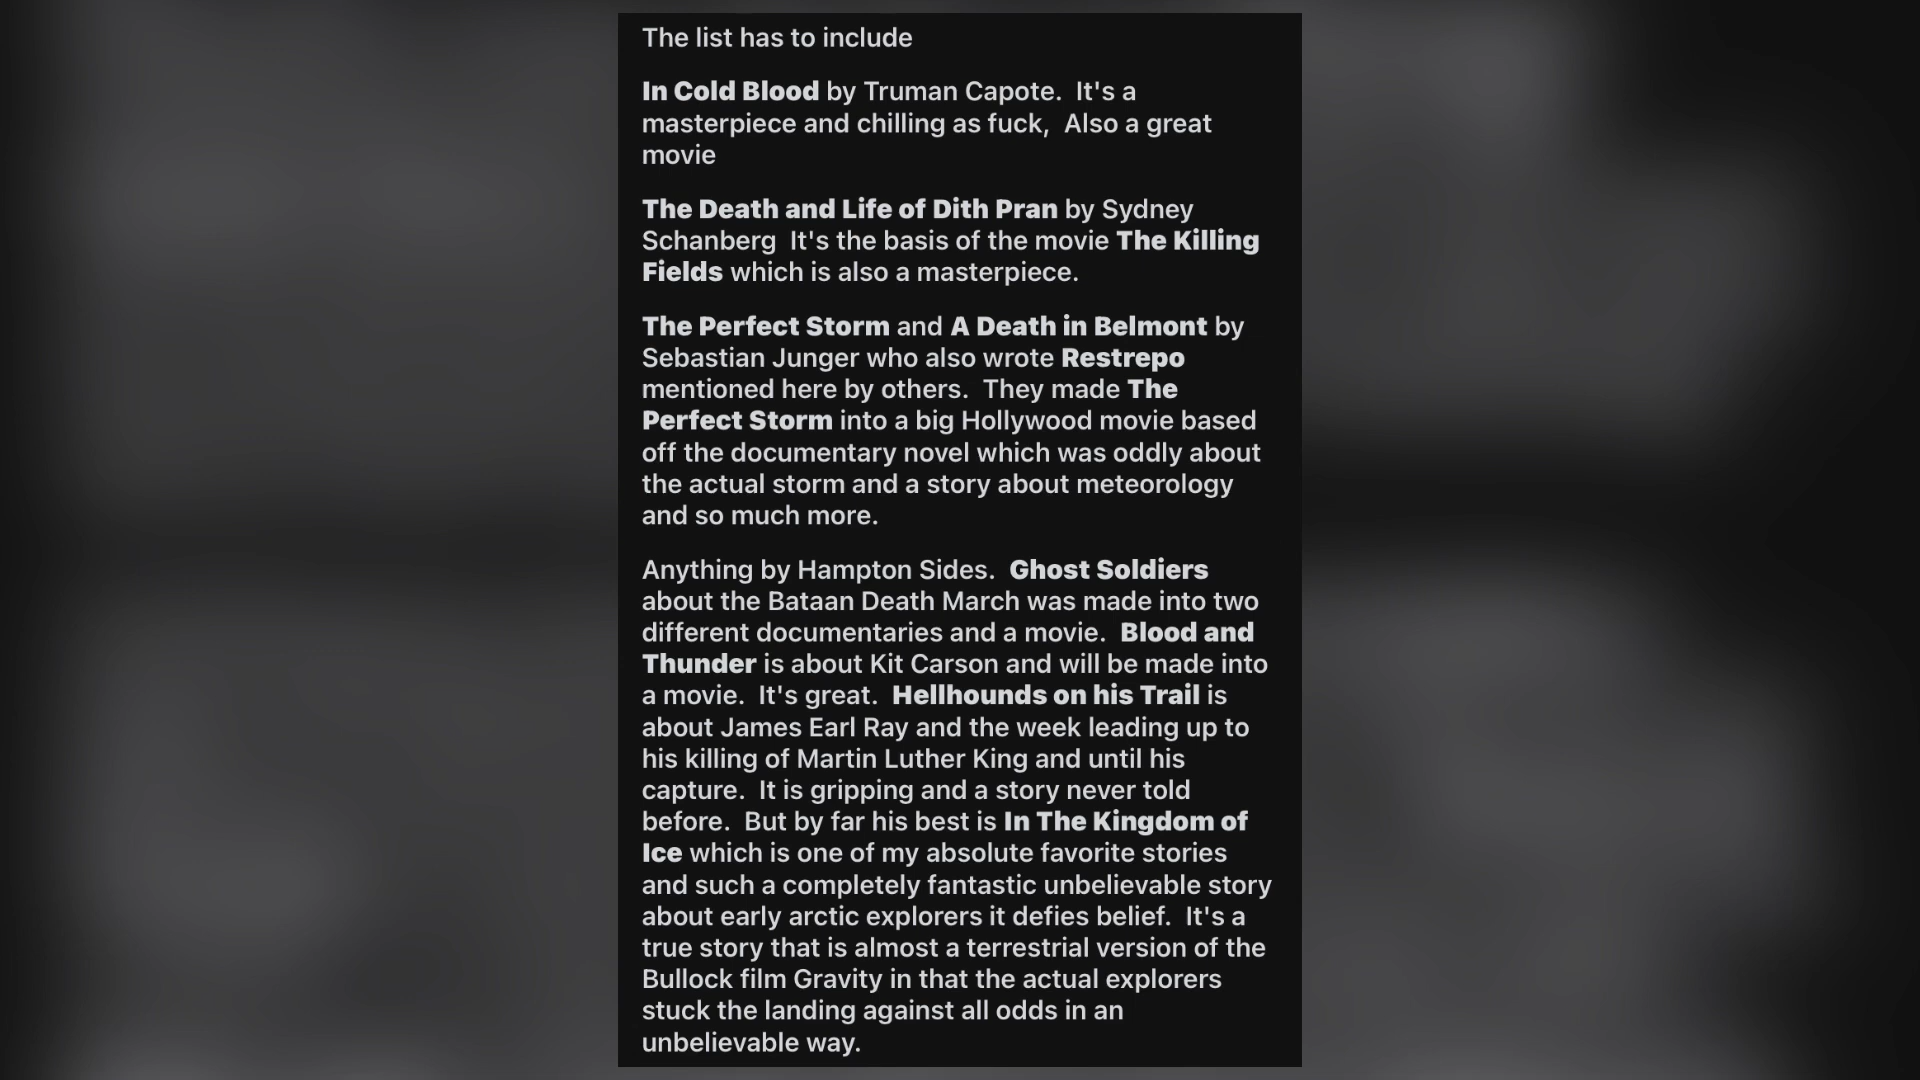 The list has to include
In Cold Blood by Truman Capote.  It's a
masterpiece and chilling as fuck,  Also a great
movie
The Death and Life of Dith Pran by Sydney
Schanberg  It's the basis of the movie The Killing
Fields which is also a masterpiece.
The Perfect Storm and A Death in Belmont by
Sebastian Junger who also wrote Restrepo
mentioned here by others.  They made The
Perfect Storm into a big Hollywood movie based
off the documentary novel which was oddly about
the actual storm and a story about meteorology
and so much more.
Anything by Hampton Sides.  Ghost Soldiers
about the Bataan Death March was made into two
different documentaries and a movie.  Blood and
Thunder is about Kit Carson and will be made into
a movie.  It's great.  Hellhounds on his Trail is
about James Earl Ray and the week leading up to
his killing of Martin Luther King and until his
capture.  It is gripping and a story never told
before.  But by far his best is In The Kingdom of
Ice which is one of my absolute favorite stories
and such a completely fantastic unbelievable story
about early arctic explorers it defies belief.  It's a
true story that is almost a terrestrial version of the
Bullock film Gravity in that the actual explorers
stuck the landing against all odds in an
unbelievable way.